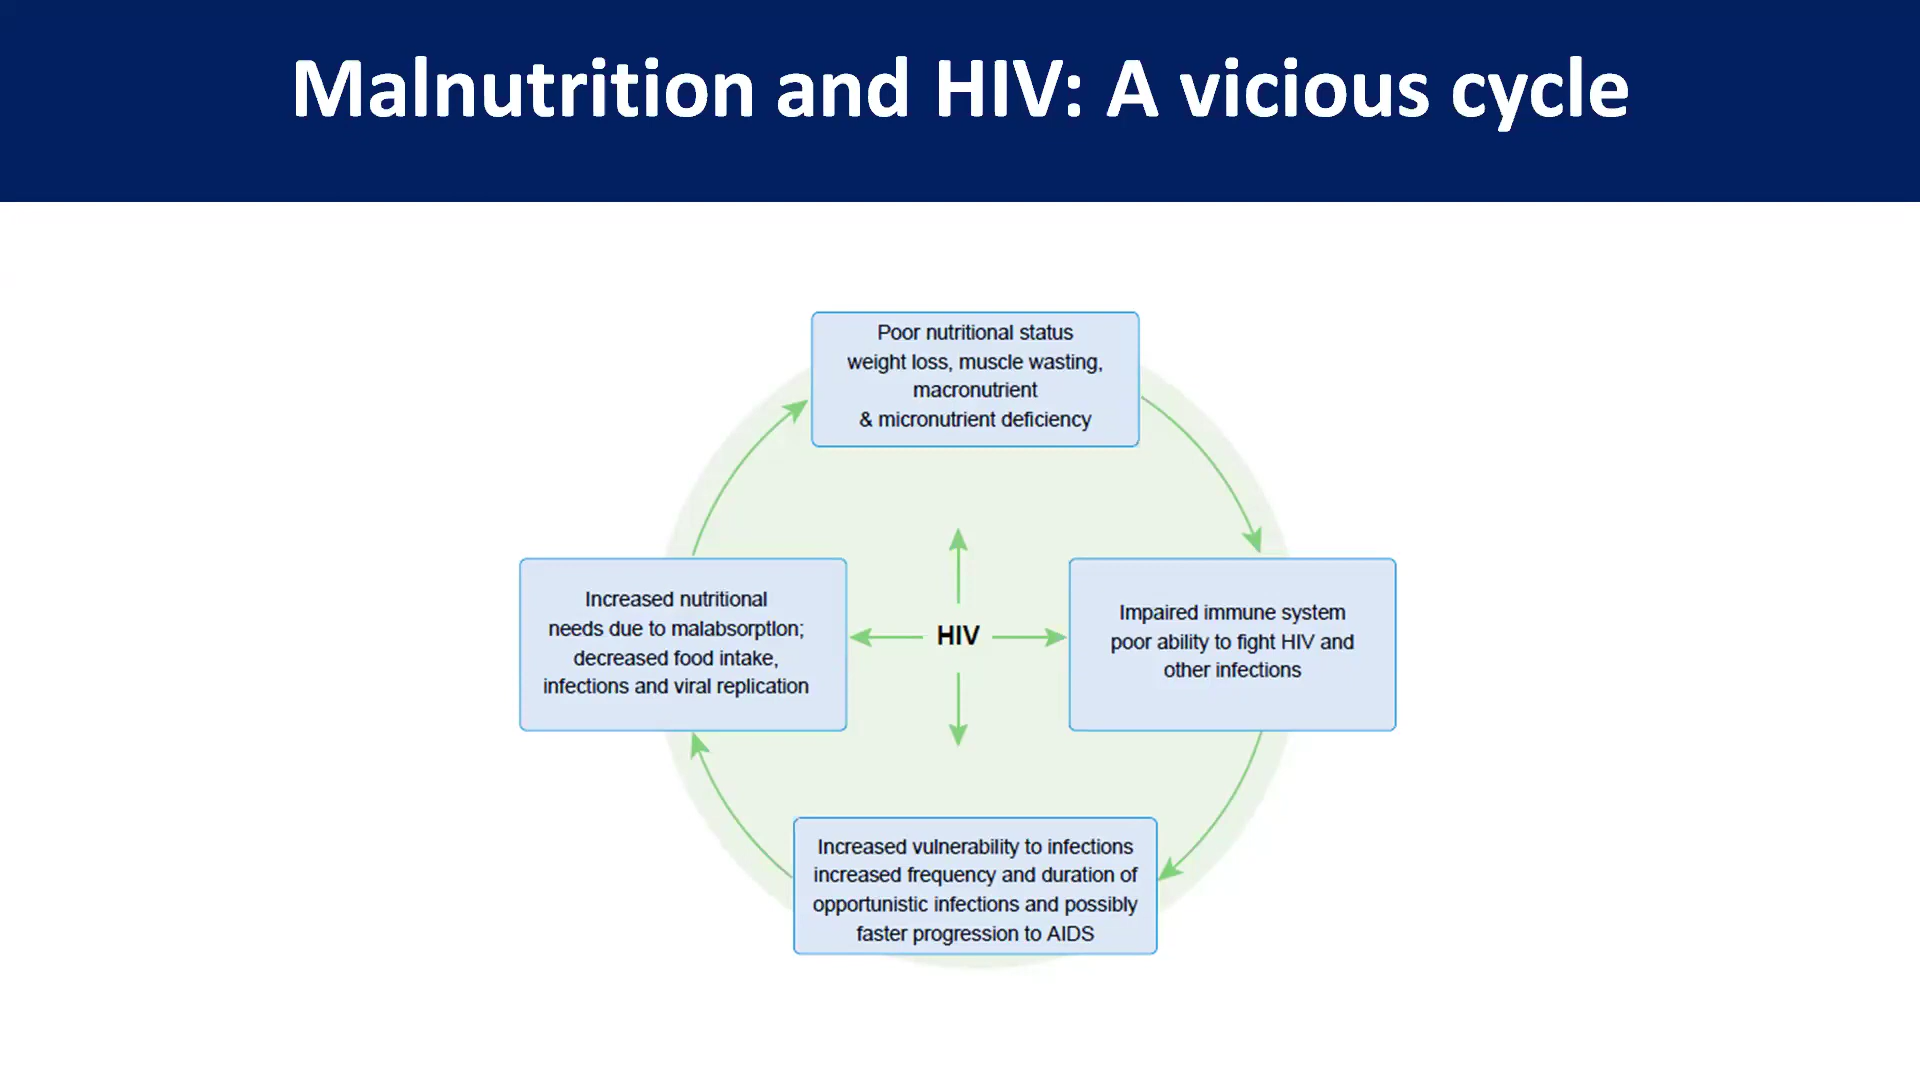 Malnutrition and HIV: A vicious cycle
Poor nutritional status
weight loss, muscle wasting,
macronutrient
& micronutrient deficiency
Increased nutritional
needs due to malabsorption;
decreased food intake,
infections and viral replication
HIV
Impaired immune system
poor ability to fight HIV and
other infections
Increased vulnerability to infections
increased frequency and duration of
opportunistic infections and possibly
faster progression to AIDS